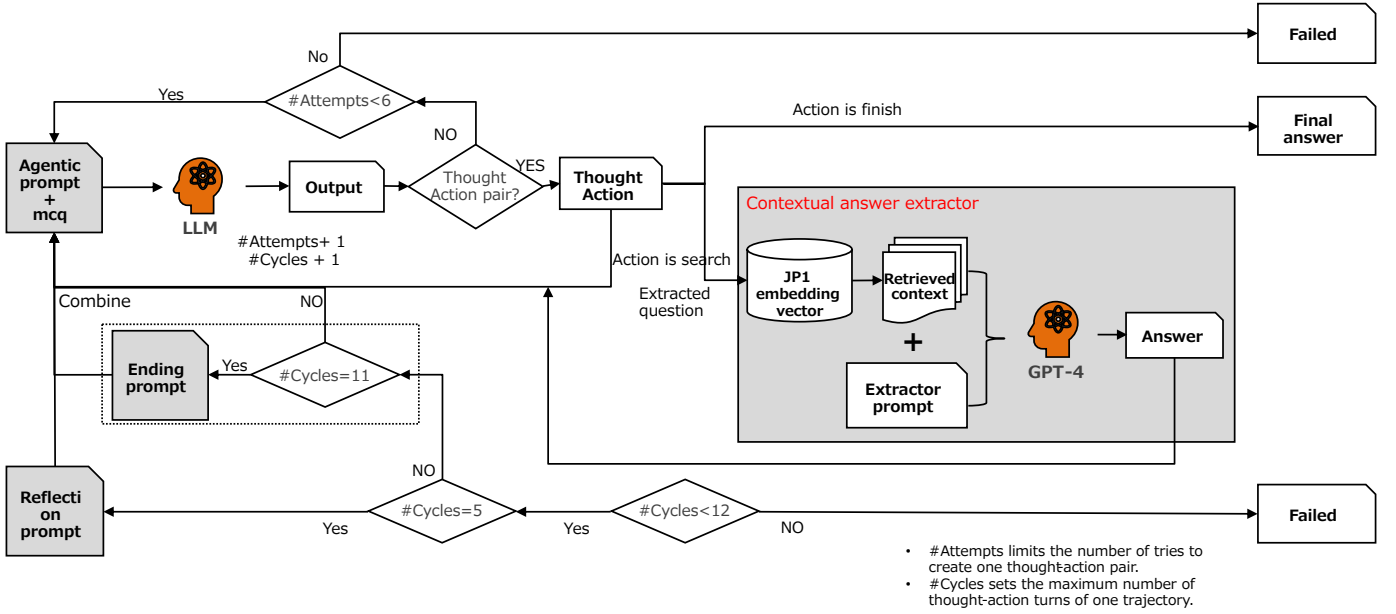 Failed
No
Yes
#Attempts<6
Action is finish
Final
answer
NO
Agentic
prompt
+
mcq
LLM
Output
Thought
Action pair?
YES
Thought
Action
#Attempts+ 1
#Cycles + 1
Contextual answer extractor
Action is search
Extracted
question
JP1
embedding
vector
Retrieved
context
+
Extractor
prompt
GPT-4
Answer
Combine
NO
Ending
prompt
Yes
#Cycles=11
NO
Reflecti
on
prompt
Yes
#Cycles=5
Yes
#Cycles<12
NO
Failed
• #Attempts limits the number of tries to
create one thought-action pair.
• #Cycles sets the maximum number of
thought-action turns of one trajectory.